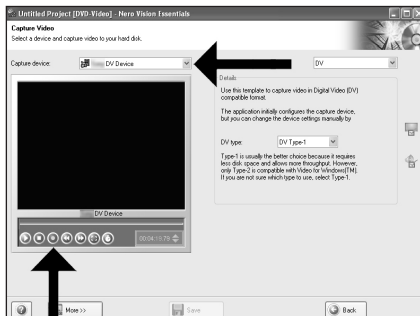 Untitled Project [DVD-Video] - Nero Vision Essentials
Capture Video
Select a device and capture video to your hard disk.
Capture device:
DV Device
DV
Details
Use this template to capture video in Digital Video (DV)
compatible format.
The application initially configures the capture device,
but you can change the device settings manually by
DV type:
DV Type-1
Type-1 is usually the better choice because it requires
less disk space and allows more throughput. However,
only Type-2 is compatible with Video for Windows(TM).
If you are not sure which type to use, select Type-1.
DV Device
More >>
Save
Back